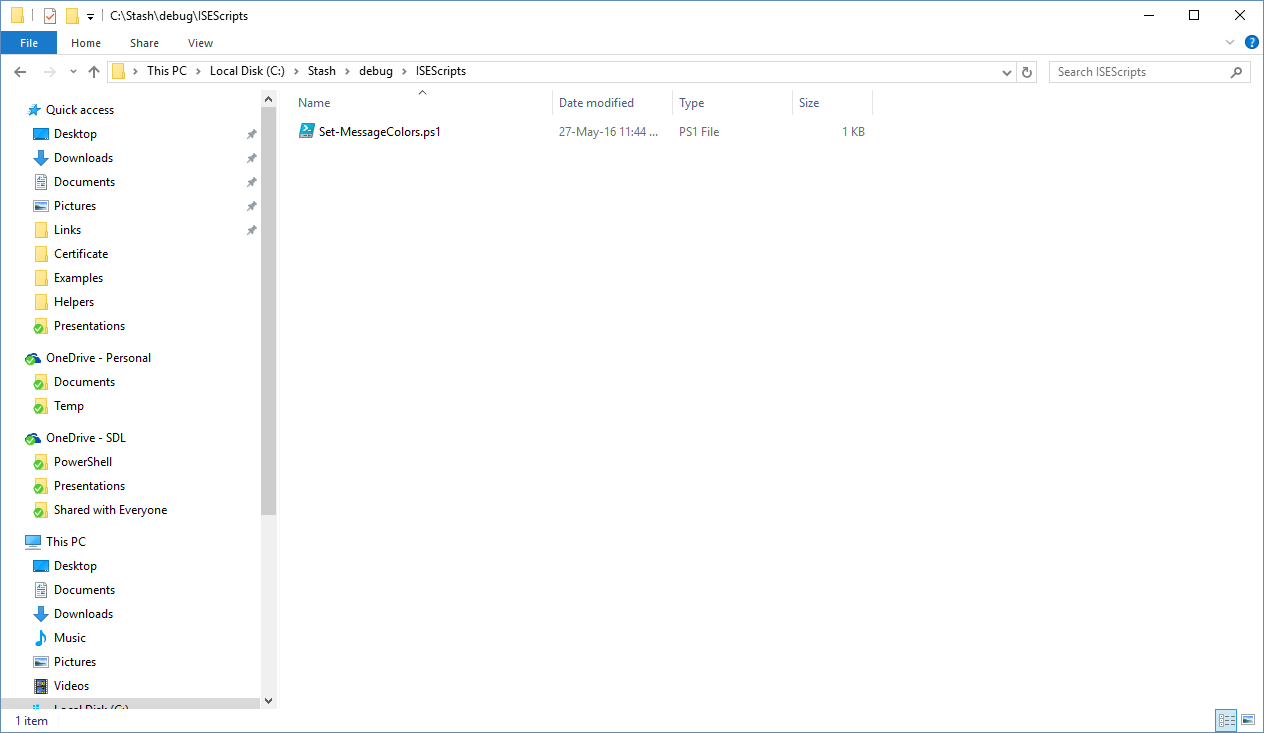 C:\Stash\debug\ISEScripts
File Home Share View
This PC Local Disk (C:) Stash debug ISEScripts
Search ISEScripts
Quick access
Desktop
Downloads
Documents
Pictures
Links
Certificate
Examples
Helpers
Presentations
OneDrive - Personal
Documents
Temp
OneDrive - SDL
PowerShell
Presentations
Shared with Everyone
This PC
Desktop
Documents
Downloads
Music
Pictures
Videos
Local Disk (C:)
Name Date modified Type Size
Set-MessageColors.ps1 27-May-16 11:44 ... PS1 File 1 KB
1 item